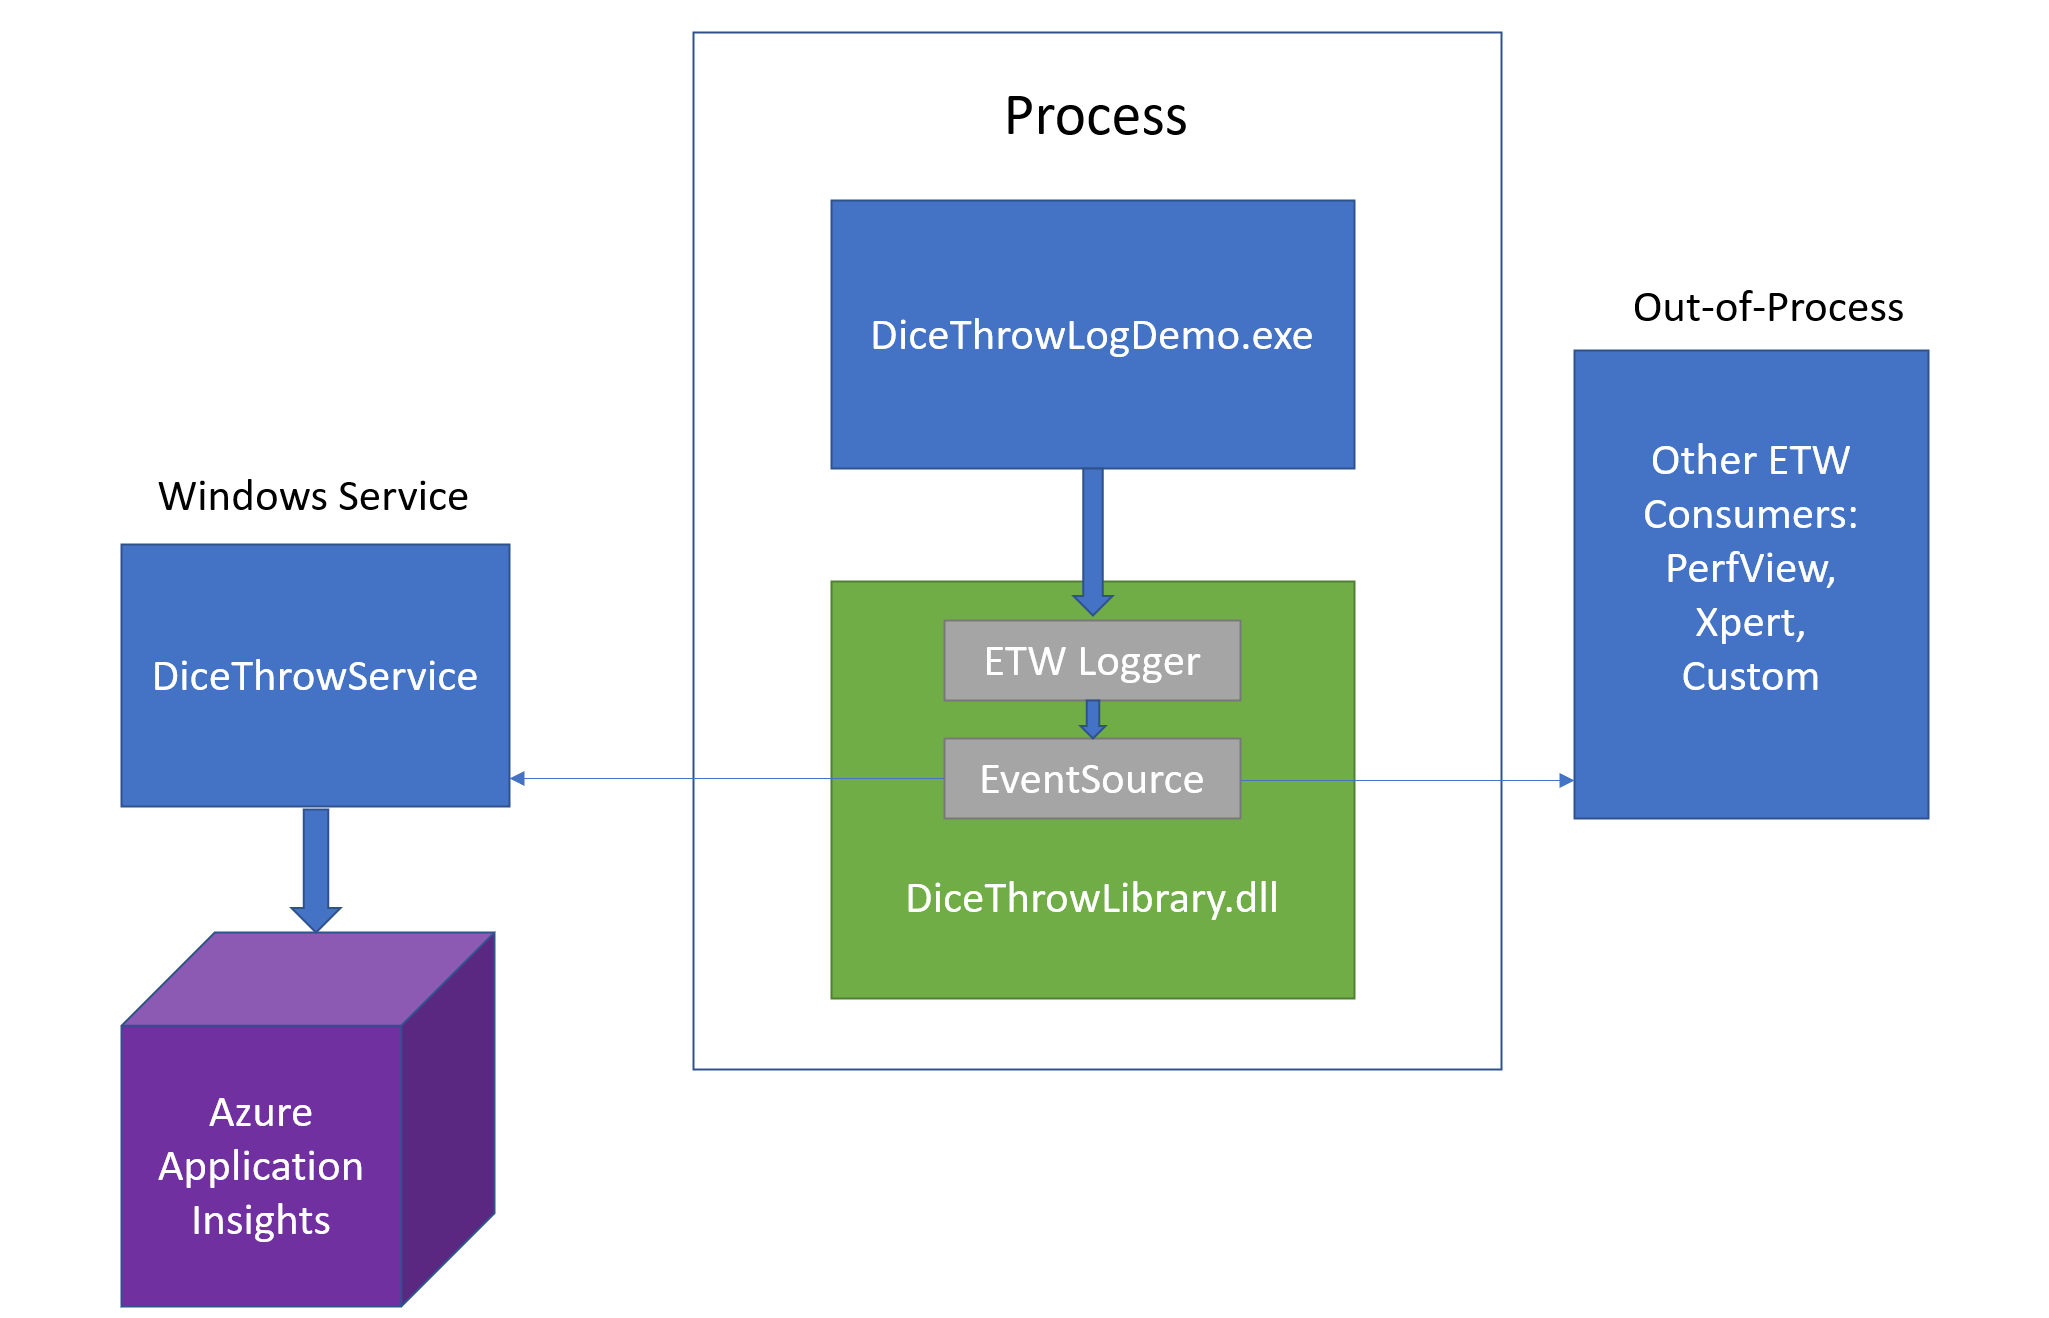 Process
DiceThrowLogDemo.exe
Out-of-Process
Other ETW
Consumers:
PerfView,
Xpert,
Custom
Windows Service
DiceThrowService
ETW Logger
EventSource
DiceThrowLibrary.dll
Azure
Application
Insights